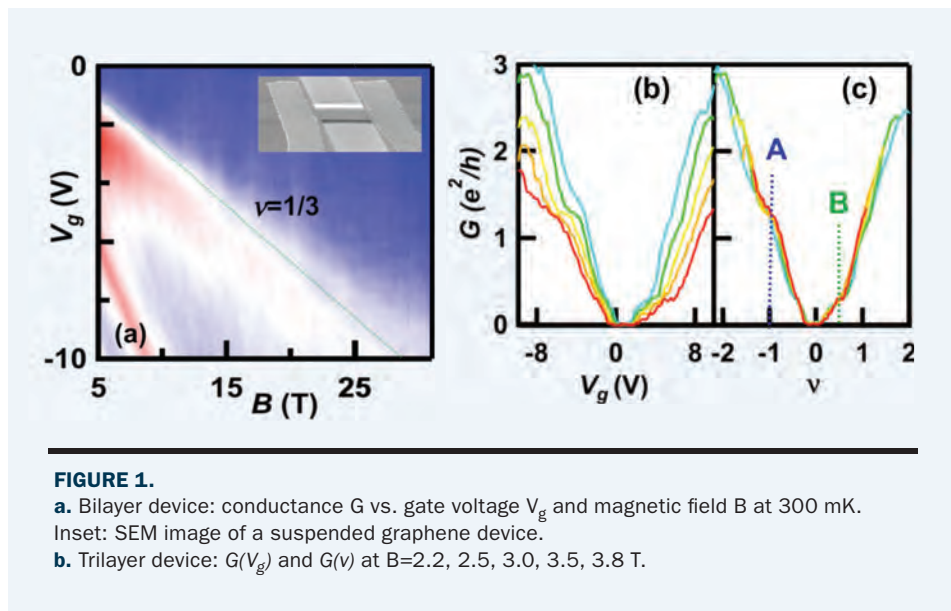 0
V_g (V)
-10
ν=1/3
(a)
5 15 25
B (T)
3
2
1
0
G (e²/h)
(b)
-8 0 8
V_g (V)
(c)
A
B
-2 -1 0 1 2
ν
FIGURE 1.
a. Bilayer device: conductance G vs. gate voltage V_g and magnetic field B at 300 mK.
Inset: SEM image of a suspended graphene device.
b. Trilayer device: G(V_g) and G(ν) at B=2.2, 2.5, 3.0, 3.5, 3.8 T.